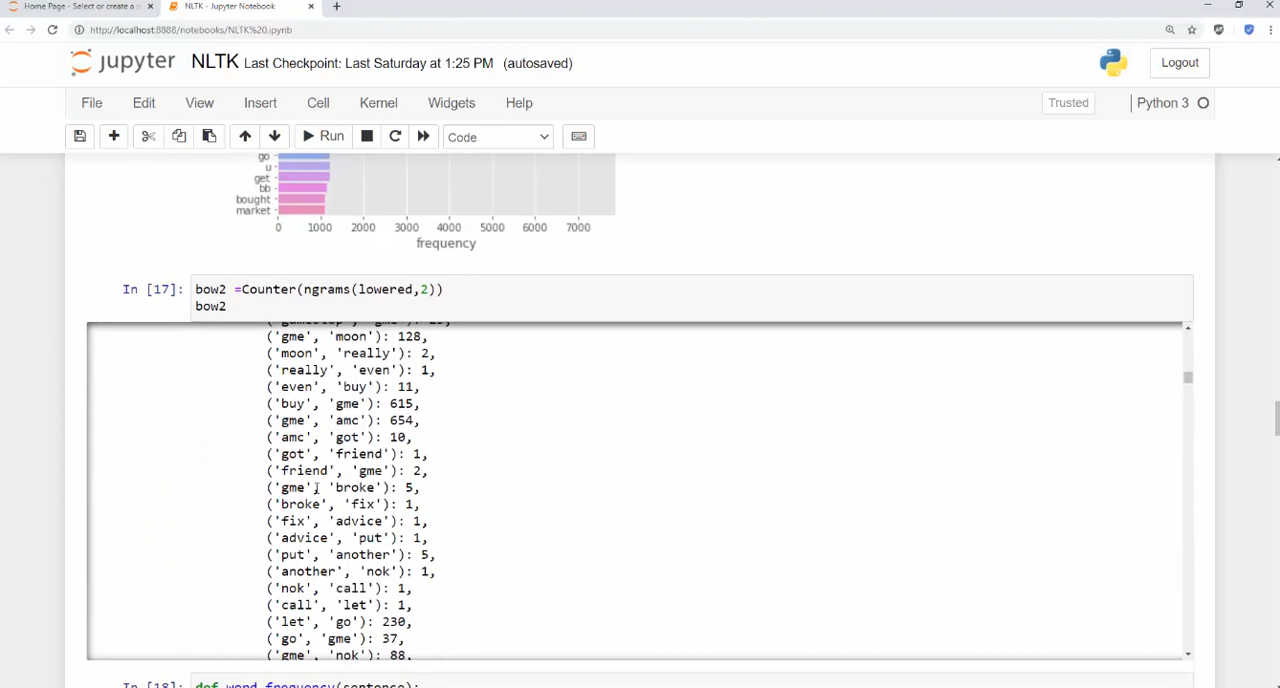 Home Page - Select or create a n
NLTK - Jupyter Notebook
http://localhost:8888/notebooks/NLTK%20.ipynb
jupyter NLTK Last Checkpoint: Last Saturday at 1:25 PM (autosaved)
Logout
File Edit View Insert Cell Kernel Widgets Help
Trusted Python 3
Run Code
go
u
get
bb
bought
market
0 1000 2000 3000 4000 5000 6000 7000
frequency
In [17]: bow2 =Counter(ngrams(lowered,2))
bow2
('gme', 'moon'): 128,
('moon', 'really'): 2,
('really', 'even'): 1,
('even', 'buy'): 11,
('buy', 'gme'): 615,
('gme', 'amc'): 654,
('amc', 'got'): 10,
('got', 'friend'): 1,
('friend', 'gme'): 2,
('gme', 'broke'): 5,
('broke', 'fix'): 1,
('fix', 'advice'): 1,
('advice', 'put'): 1,
('put', 'another'): 5,
('another', 'nok'): 1,
('nok', 'call'): 1,
('call', 'let'): 1,
('let', 'go'): 230,
('go', 'gme'): 37,
('gme', 'nok'): 88,
In [18]: def word_frequency(sentence):